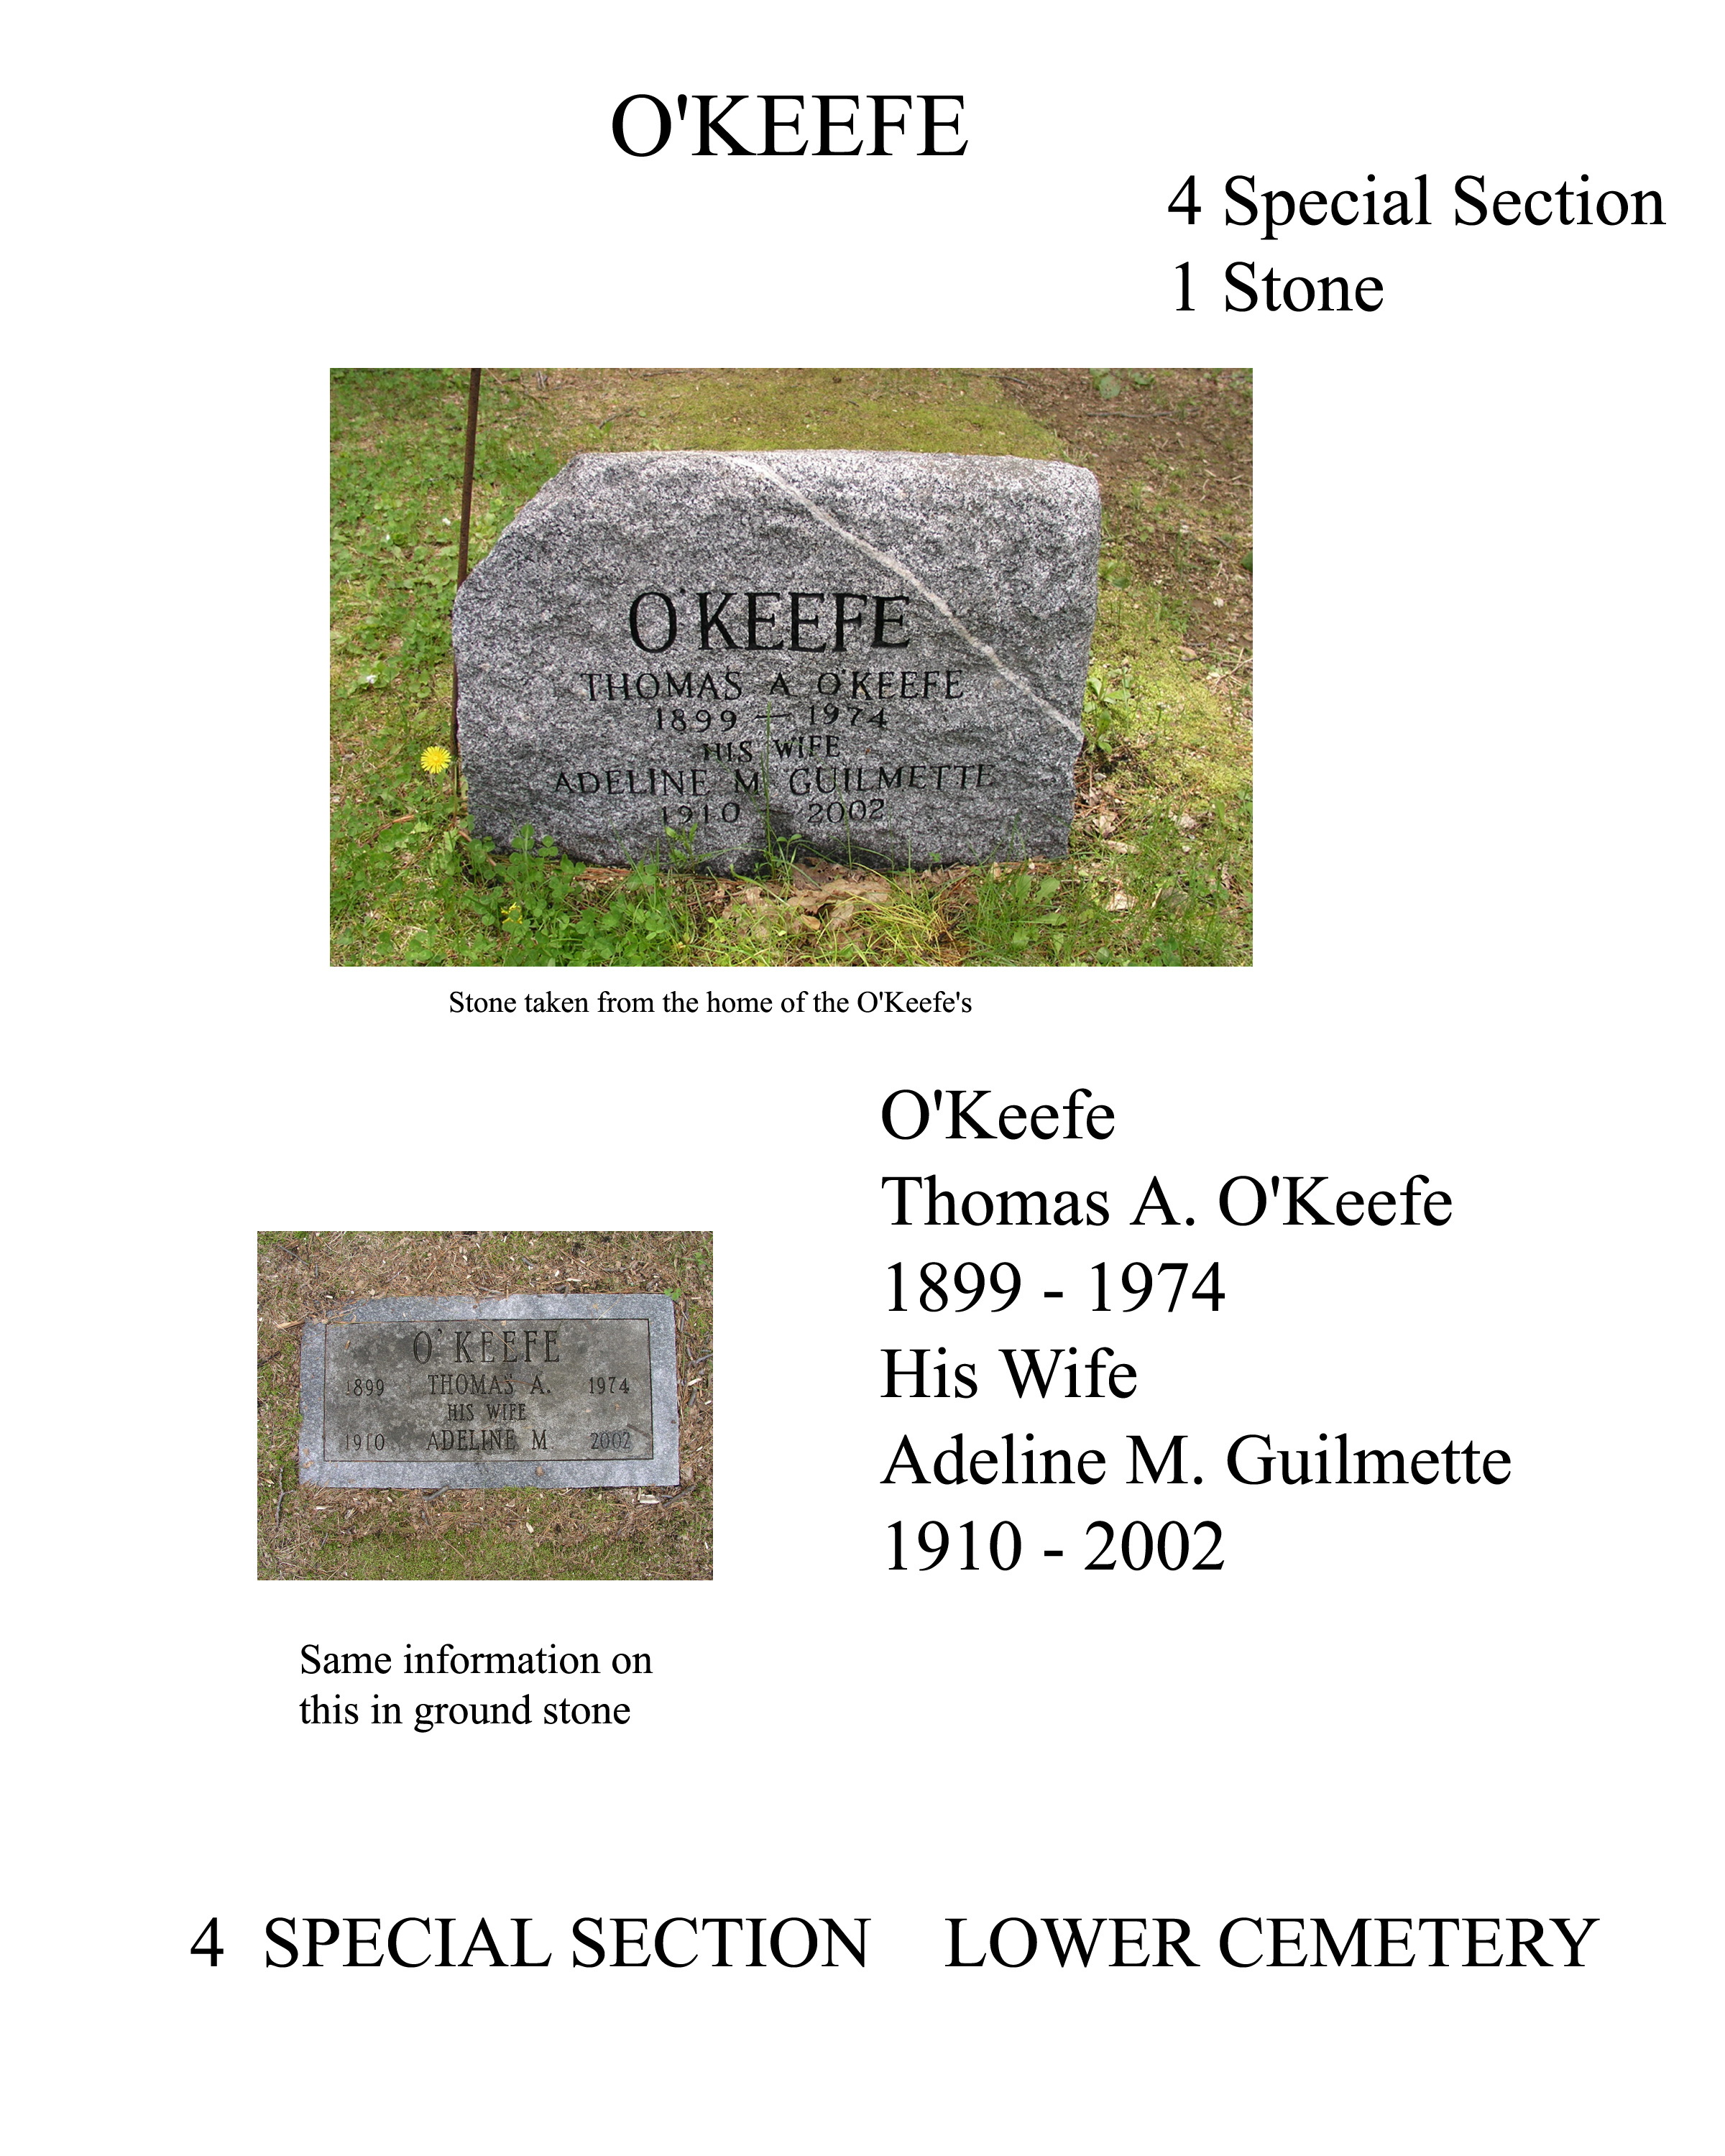 O'KEEFE
4 Special Section
1 Stone
O'KEEFE
THOMAS A O'KEEFE
1899 — 1974
HIS WIFE
ADELINE M GUILMETTE
1910 2002
Stone taken from the home of the O'Keefe's
O'Keefe
Thomas A. O'Keefe
1899 - 1974
His Wife
Adeline M. Guilmette
1910 - 2002
O'KEEFE
1899 THOMAS A. 1974
HIS WIFE
1910 ADELINE M 2002
Same information on
this in ground stone
4 SPECIAL SECTION LOWER CEMETERY